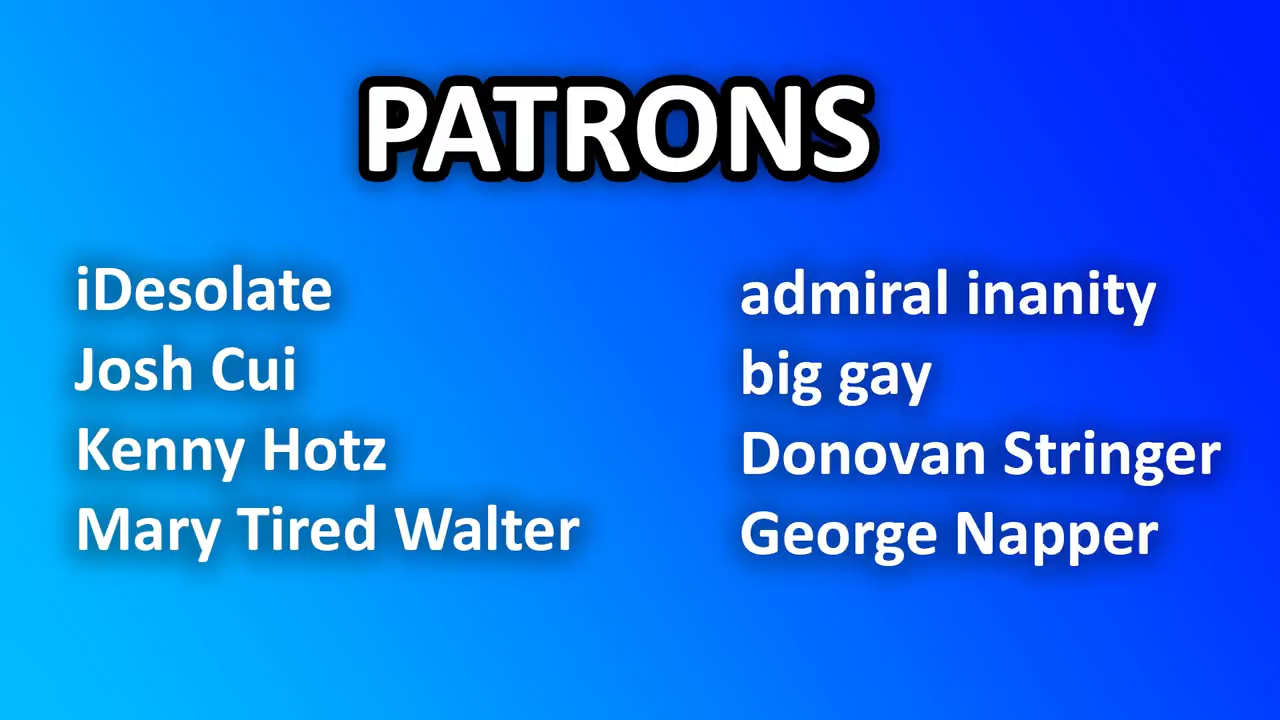 PATRONS
iDesolate
Josh Cui
Kenny Hotz
Mary Tired Walter
admiral inanity
big gay
Donovan Stringer
George Napper